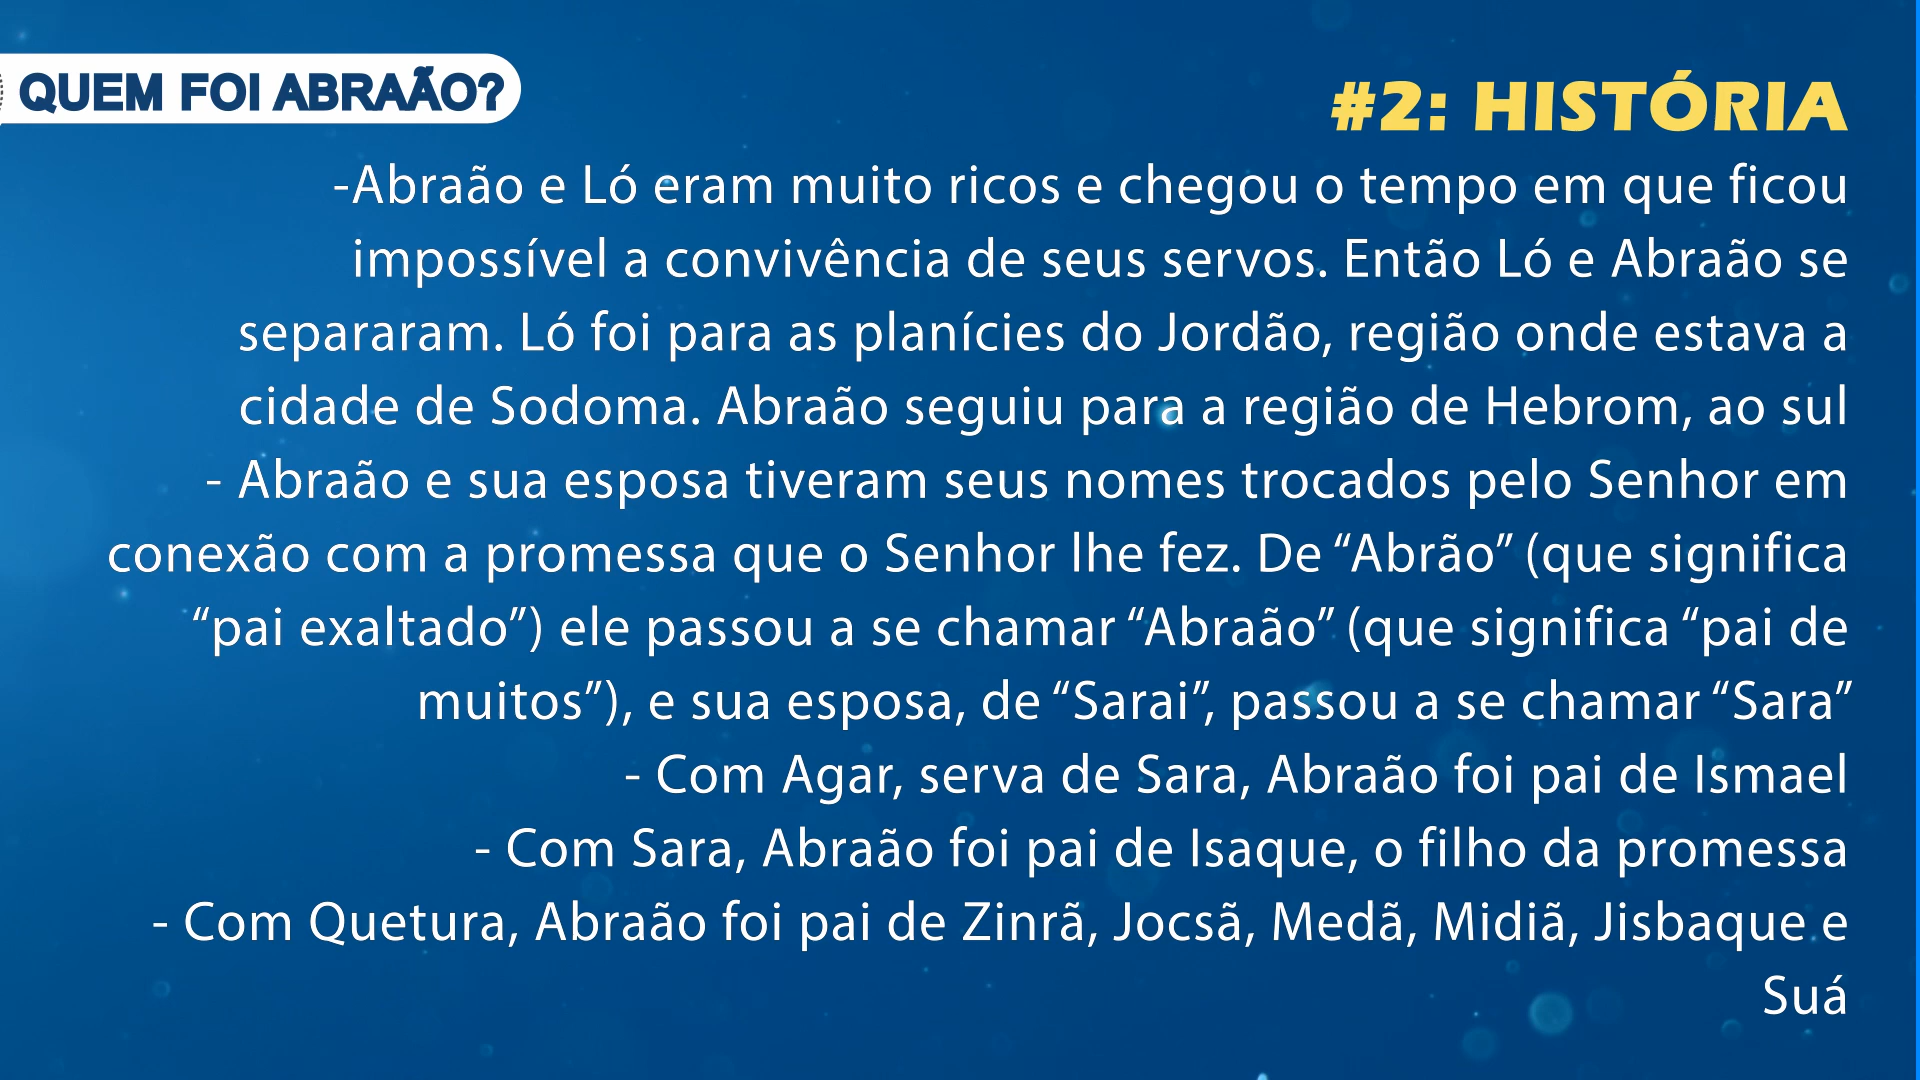 QUEM FOI ABRAÃO?
#2: HISTÓRIA
-Abraão e Ló eram muito ricos e chegou o tempo em que ficou
impossível a convivência de seus servos. Então Ló e Abraão se
separaram. Ló foi para as planícies do Jordão, região onde estava a
cidade de Sodoma. Abraão seguiu para a região de Hebrom, ao sul
- Abraão e sua esposa tiveram seus nomes trocados pelo Senhor em
conexão com a promessa que o Senhor lhe fez. De “Abrão” (que significa
“pai exaltado”) ele passou a se chamar “Abraão” (que significa “pai de
muitos”), e sua esposa, de “Sarai”, passou a se chamar “Sara”
- Com Agar, serva de Sara, Abraão foi pai de Ismael
- Com Sara, Abraão foi pai de Isaque, o filho da promessa
- Com Quetura, Abraão foi pai de Zinrã, Jocsã, Medã, Midiã, Jisbaque e
Suá